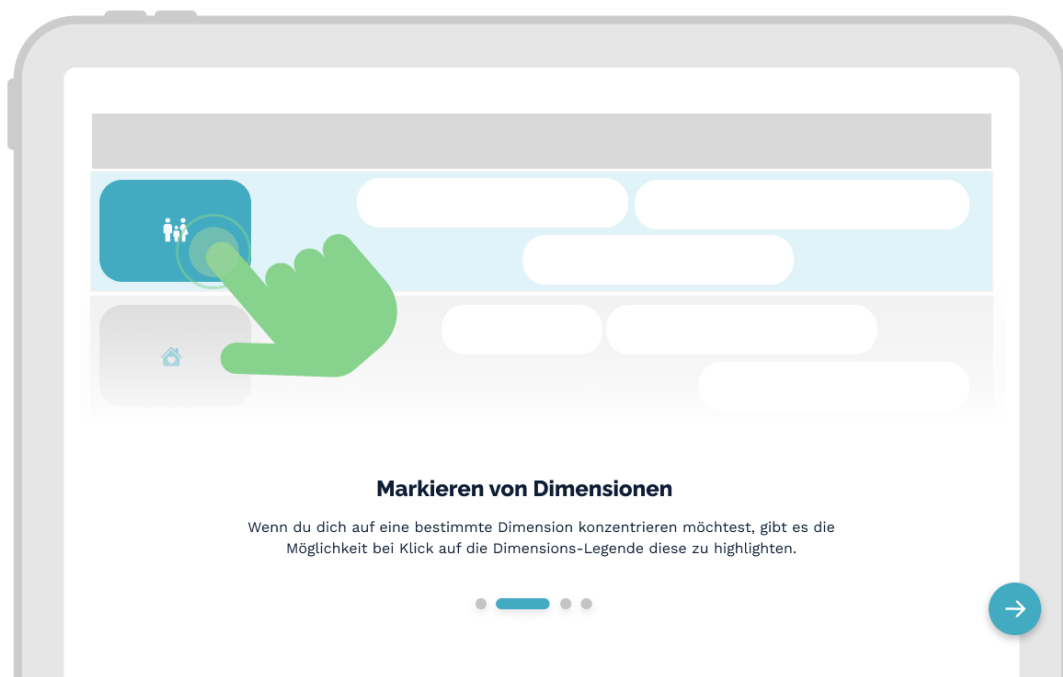 Markieren von Dimensionen
Wenn du dich auf eine bestimmte Dimension konzentrieren möchtest, gibt es die
Möglichkeit bei Klick auf die Dimensions-Legende diese zu highlighten.